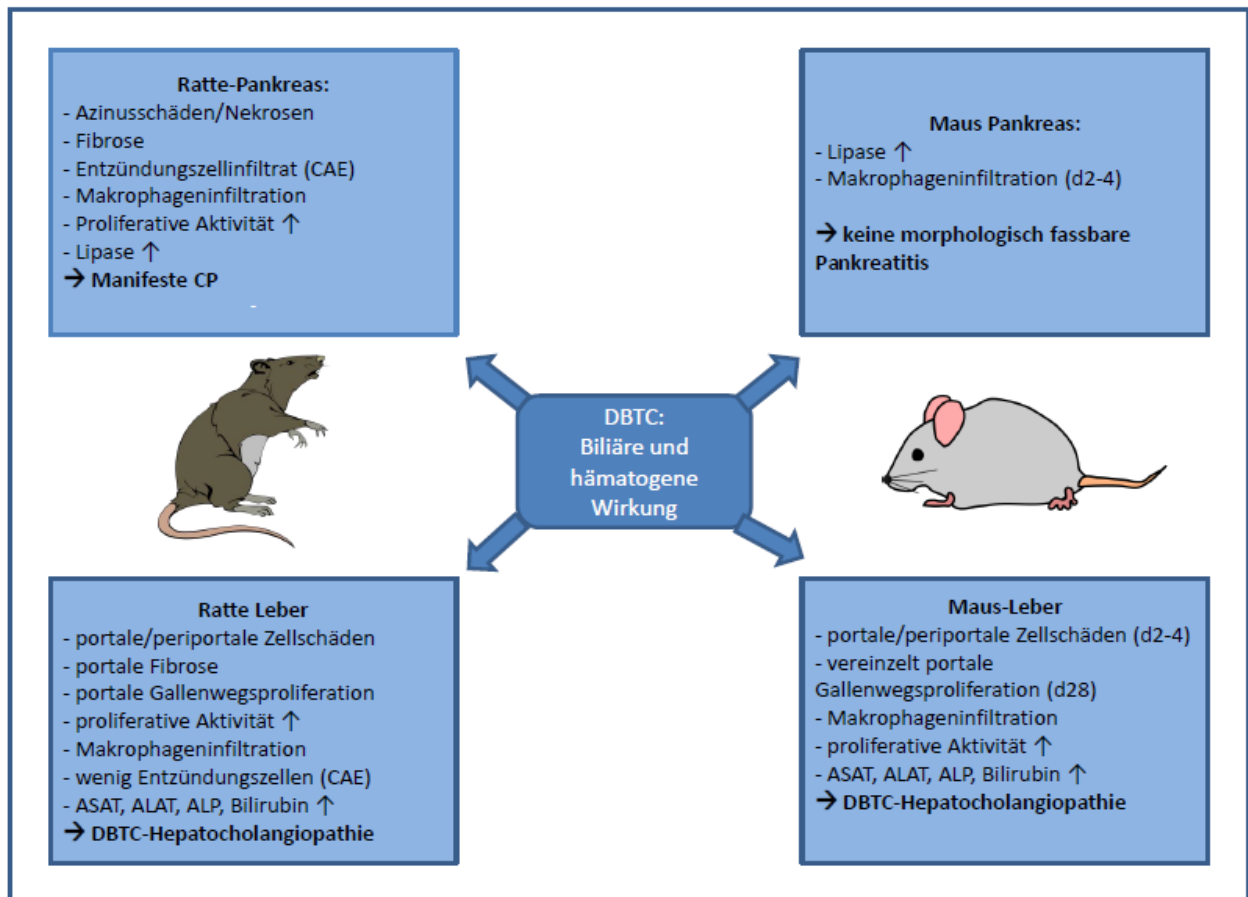 Ratte-Pankreas:
- Azinusschäden/Nekrosen
- Fibrose
- Entzündungszellinfiltrat (CAE)
- Makrophageninfiltration
- Proliferative Aktivität ↑
- Lipase ↑
→ Manifeste CP
-
Maus Pankreas:
- Lipase ↑
- Makrophageninfiltration (d2-4)
→ keine morphologisch fassbare
Pankreatitis
DBTC:
Biliäre und
hämatogene
Wirkung
Ratte Leber
- portale/periportale Zellschäden
- portale Fibrose
- portale Gallenwegsproliferation
- proliferative Aktivität ↑
- Makrophageninfiltration
- wenig Entzündungszellen (CAE)
- ASAT, ALAT, ALP, Bilirubin ↑
→ DBTC-Hepatocholangiopathie
Maus-Leber
- portale/periportale Zellschäden (d2-4)
- vereinzelt portale
Gallenwegsproliferation (d28)
- Makrophageninfiltration
- proliferative Aktivität ↑
- ASAT, ALAT, ALP, Bilirubin ↑
→ DBTC-Hepatocholangiopathie